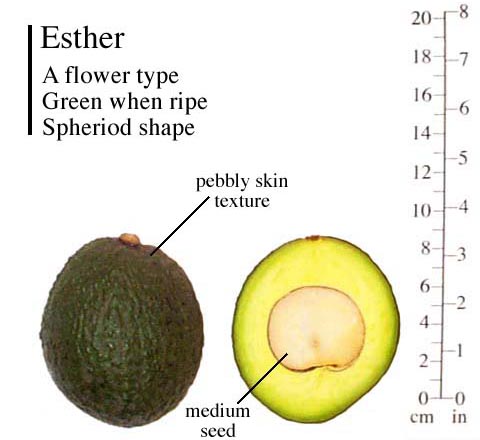 Esther
A flower type
Green when ripe
Spheriod shape
pebbly skin
texture
medium
seed
20 8
18 7
16 6
14
12 5
10 4
8 3
6 2
4
2 1
0 0
cm in